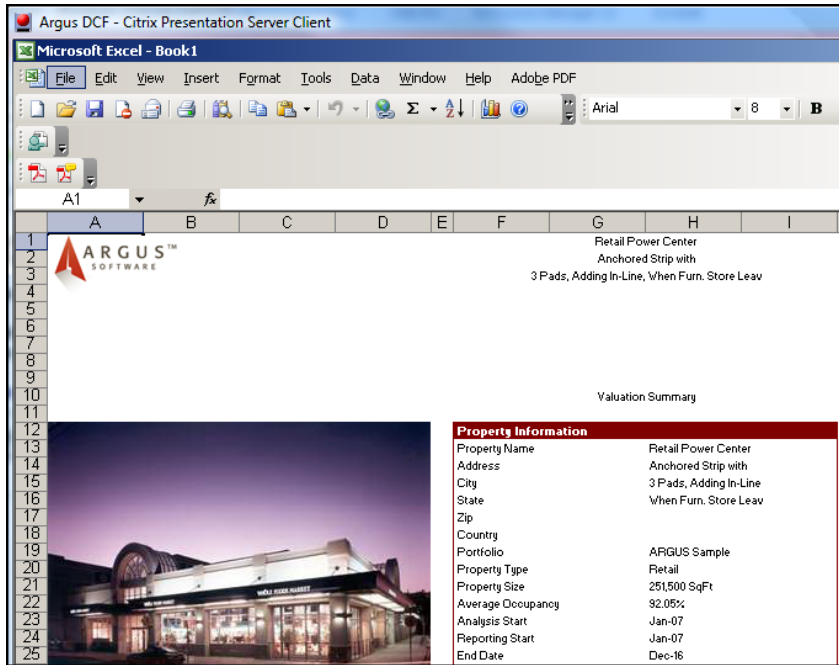 Argus DCF - Citrix Presentation Server Client
Microsoft Excel - Book1
File Edit View Insert Format Tools Data Window Help Adobe PDF
Arial 8 B
A1 fx
A B C D E F G H I
1 Retail Power Center
2 ARGUS™ Anchored Strip with
3 SOFTWARE 3 Pads, Adding In-Line, When Furn. Store Leav
4
5
6
7
8
9
10 Valuation Summary
11
12 Property Information
13 Property Name Retail Power Center
14 Address Anchored Strip with
15 City 3 Pads, Adding In-Line
16 State When Furn. Store Leav
17 Zip
18 Country
19 Portfolio ARGUS Sample
20 Property Type Retail
21 Property Size 251,500 SqFt
22 Average Occupancy 92.05%
23 Analysis Start Jan-07
24 Reporting Start Jan-07
25 End Date Dec-16
WHOLE FOODS MARKET